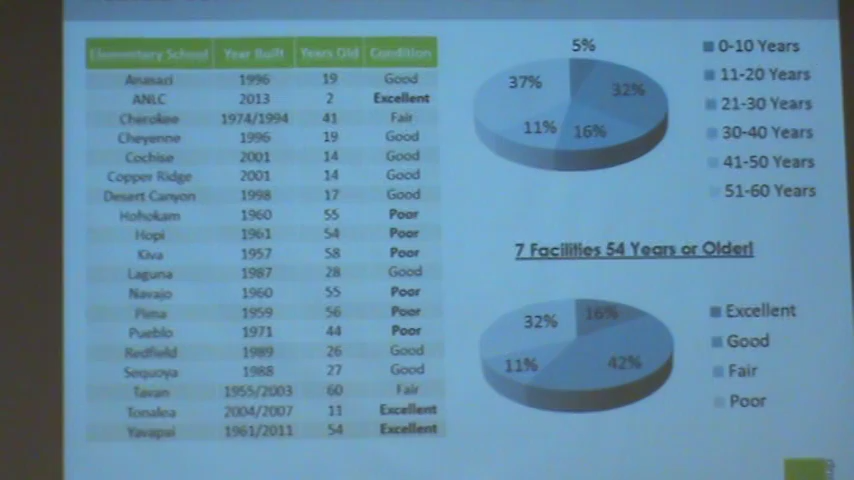 Elementary School Year Built Years Old Condition
Anasazi 1996 19 Good
ANLC 2013 2 Excellent
Cherokee 1974/1994 41 Fair
Cheyenne 1996 19 Good
Cochise 2001 14 Good
Copper Ridge 2001 14 Good
Desert Canyon 1998 17 Good
Hohokam 1960 55 Poor
Hopi 1961 54 Poor
Kiva 1957 58 Poor
Laguna 1987 28 Good
Navajo 1960 55 Poor
Pima 1959 56 Poor
Pueblo 1971 44 Poor
Redfield 1989 26 Good
Sequoya 1988 27 Good
Tavan 1955/2003 60 Fair
Tonalea 2004/2007 11 Excellent
Yavapai 1961/2011 54 Excellent
5%
37%
32%
11%
16%
0-10 Years
11-20 Years
21-30 Years
30-40 Years
41-50 Years
51-60 Years
7 Facilities 54 Years or Older!
16%
32%
11%
42%
Excellent
Good
Fair
Poor